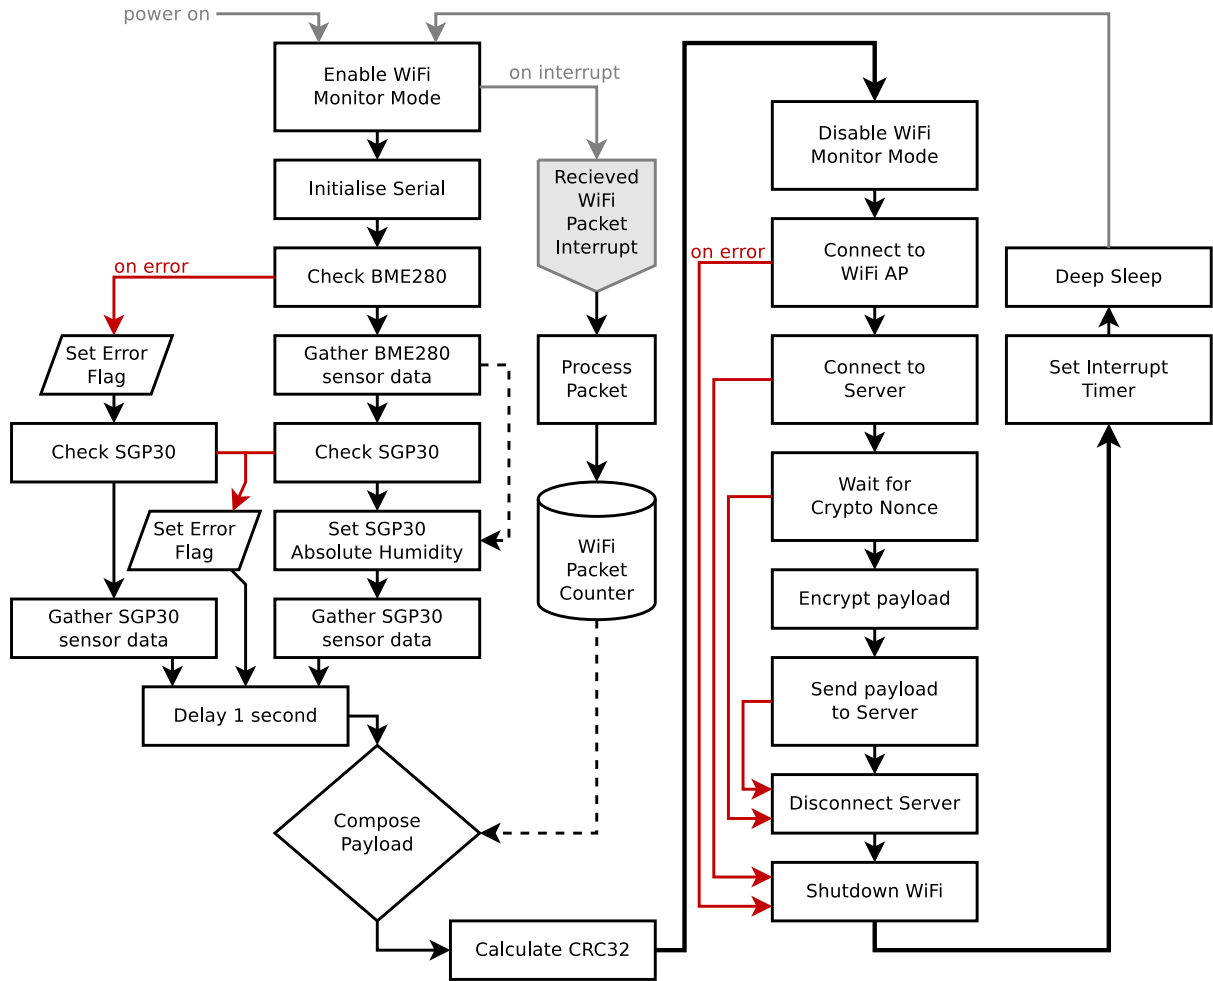 power on
Enable WiFi
Monitor Mode
on interrupt
Initialise Serial
Recieved
WiFi
Packet
Interrupt
on error
Check BME280
Set Error
Flag
Gather BME280
sensor data
Process
Packet
Check SGP30
Check SGP30
Set Error
Flag
Set SGP30
Absolute Humidity
WiFi
Packet
Counter
Gather SGP30
sensor data
Gather SGP30
sensor data
Delay 1 second
Compose
Payload
Calculate CRC32
Disable WiFi
Monitor Mode
on error
Connect to
WiFi AP
Connect to
Server
Wait for
Crypto Nonce
Encrypt payload
Send payload
to Server
Disconnect Server
Shutdown WiFi
Set Interrupt
Timer
Deep Sleep